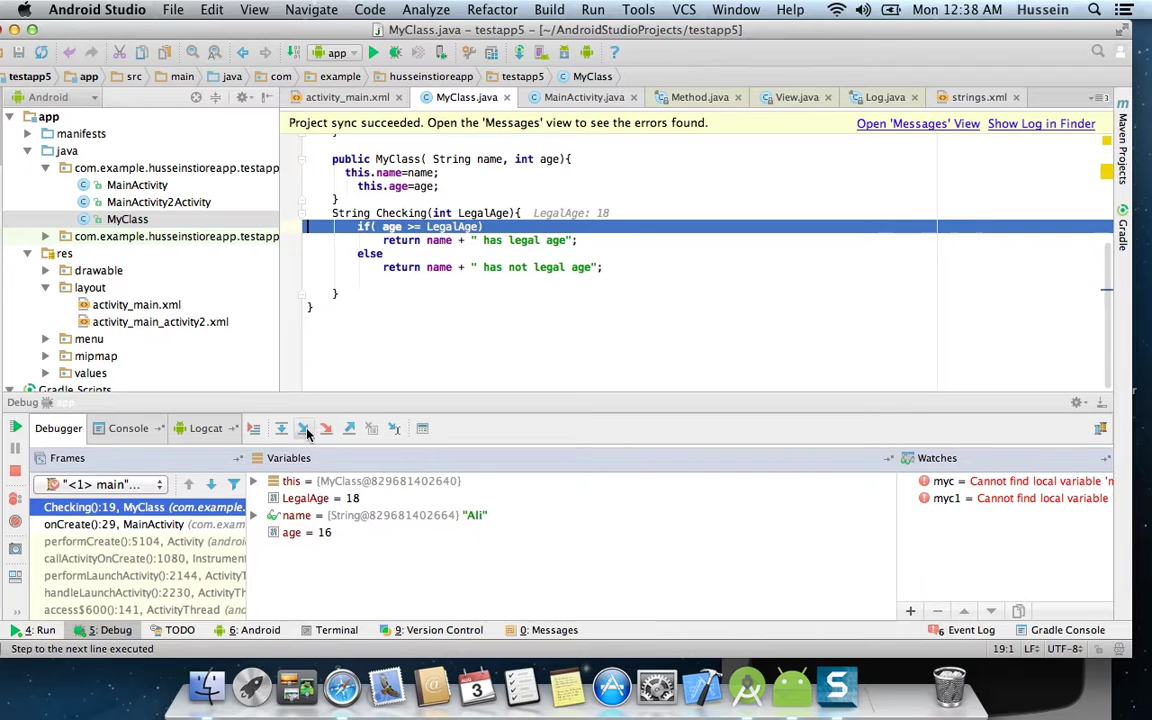 Android Studio File Edit View Navigate Code Analyze Refactor Build Run Tools VCS Window Help Mon 12:38 AM Hussein
MyClass.java - testapp5 - [~/AndroidStudioProjects/testapp5]
app
testapp5 app src main java com example husseinstioreapp testapp5 MyClass
Android activity_main.xml MyClass.java MainActivity.java Method.java View.java Log.java strings.xml
Project sync succeeded. Open the 'Messages' view to see the errors found. Open 'Messages' View Show Log in Finder
app
manifests
java
com.example.husseinstioreapp.testapp
MainActivity
MainActivity2Activity
MyClass
com.example.husseinstioreapp.testapp
res
drawable
layout
activity_main.xml
activity_main_activity2.xml
menu
mipmap
values
Gradle Scripts
}
public MyClass( String name, int age){
this.name=name;
this.age=age;
}
String Checking(int LegalAge){ LegalAge: 18
if( age >= LegalAge)
return name + " has legal age";
else
return name + " has not legal age";
}
}
m
Maven Projects
Gradle
Debug app
Debugger Console Logcat
Frames Variables Watches
"<1> main"...
Checking():19, MyClass (com.example.
onCreate():29, MainActivity (com.exam
performCreate():5104, Activity (android
callActivityOnCreate():1080, Instrument
performLaunchActivity():2144, ActivityT
handleLaunchActivity():2230, ActivityTh
access$600():141, ActivityThread (and
this = {MyClass@829681402640}
LegalAge = 18
name = {String@829681402664} "Ali"
age = 16
myc = Cannot find local variable 'm
myc1 = Cannot find local variable
4: Run 5: Debug TODO 6: Android Terminal 9: Version Control 0: Messages 6 Event Log Gradle Console
Step to the next line executed 19:1 LF UTF-8
3
S